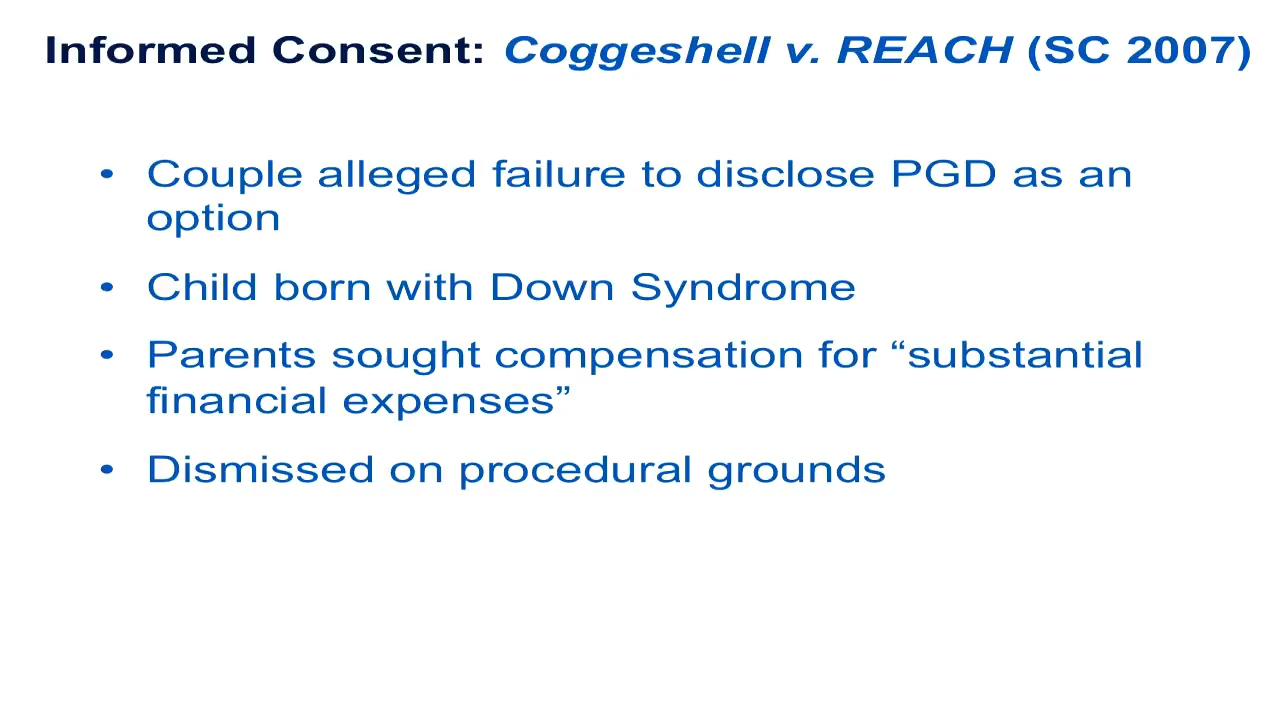 Informed Consent: Coggeshell v. REACH (SC 2007)
• Couple alleged failure to disclose PGD as an
option
• Child born with Down Syndrome
• Parents sought compensation for “substantial
financial expenses”
• Dismissed on procedural grounds